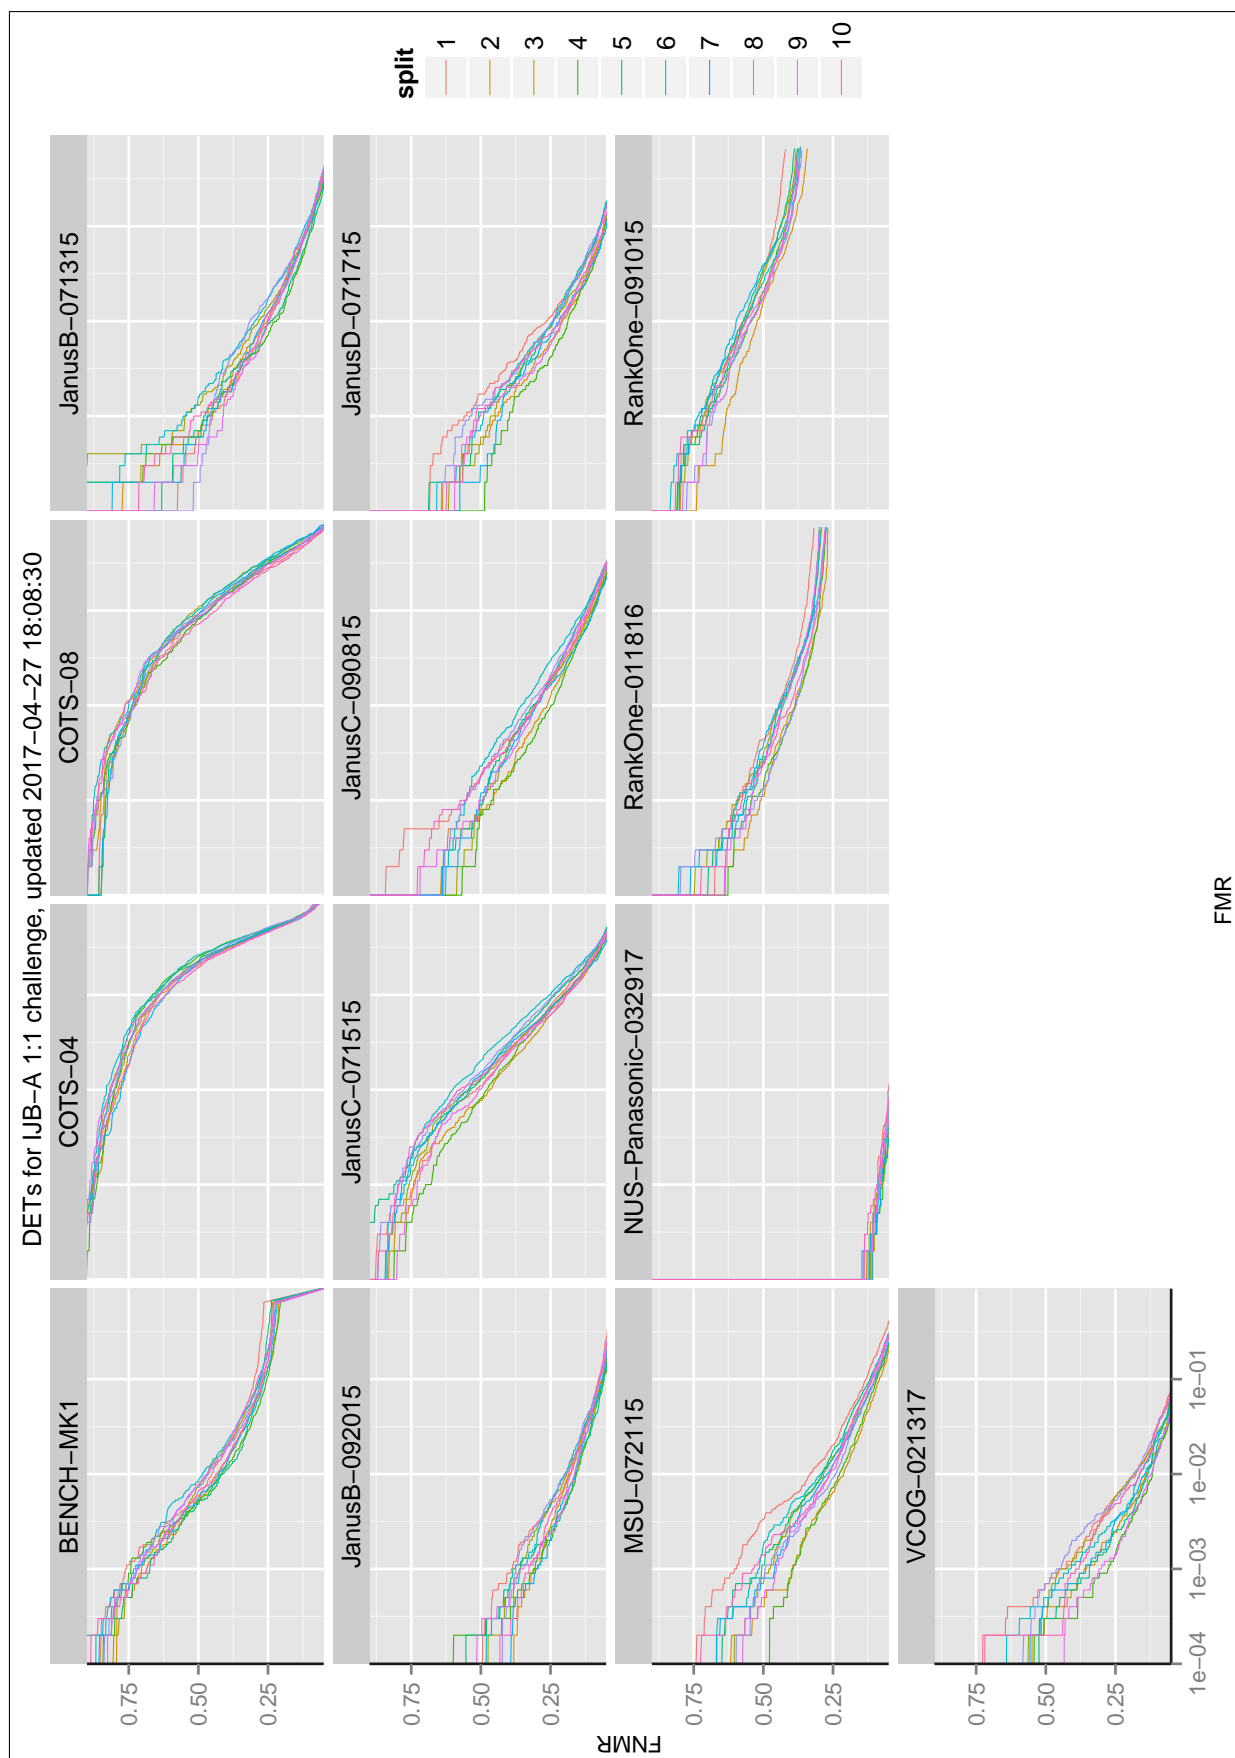 DETs for IJB−A 1:1 challenge, updated 2017−04−27 18:08:30
BENCH−MK1
COTS−04
COTS−08
JanusB−071315
JanusB−092015
JanusC−071515
JanusC−090815
JanusD−071715
MSU−072115
NUS−Panasonic−032917
RankOne−011816
RankOne−091015
VCOG−021317
0.75
0.50
0.25
0.75
0.50
0.25
0.75
0.50
0.25
0.75
0.50
0.25
1e−04
1e−03
1e−02
1e−01
FMR
FNMR
split
1
2
3
4
5
6
7
8
9
10